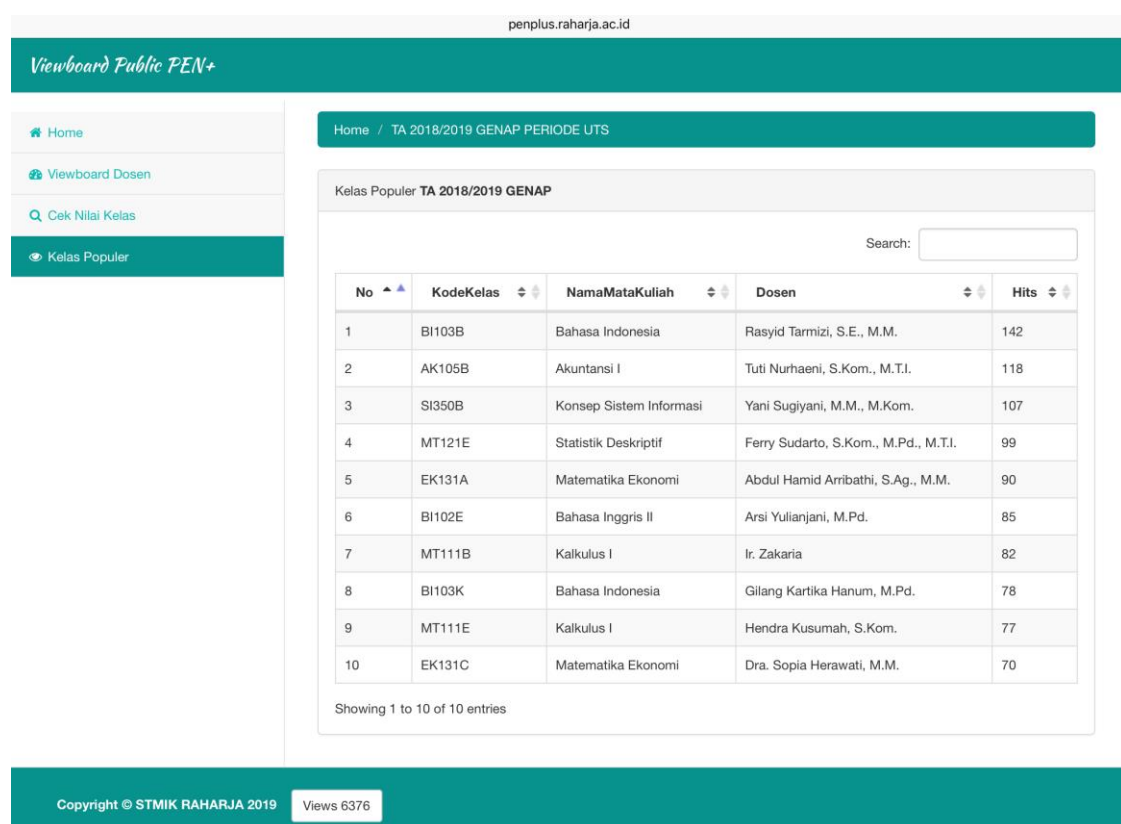 penplus.raharja.ac.id
Viewboard Public PEN+
Home
Viewboard Dosen
Cek Nilai Kelas
Kelas Populer
Home / TA 2018/2019 GENAP PERIODE UTS
Kelas Populer TA 2018/2019 GENAP
Search:
No KodeKelas NamaMataKuliah Dosen Hits
1 BI103B Bahasa Indonesia Rasyid Tarmizi, S.E., M.M. 142
2 AK105B Akuntansi I Tuti Nurhaeni, S.Kom., M.T.I. 118
3 SI350B Konsep Sistem Informasi Yani Sugiyani, M.M., M.Kom. 107
4 MT121E Statistik Deskriptif Ferry Sudarto, S.Kom., M.Pd., M.T.I. 99
5 EK131A Matematika Ekonomi Abdul Hamid Arribathi, S.Ag., M.M. 90
6 BI102E Bahasa Inggris II Arsi Yulianjani, M.Pd. 85
7 MT111B Kalkulus I Ir. Zakaria 82
8 BI103K Bahasa Indonesia Gilang Kartika Hanum, M.Pd. 78
9 MT111E Kalkulus I Hendra Kusumah, S.Kom. 77
10 EK131C Matematika Ekonomi Dra. Sopia Herawati, M.M. 70
Showing 1 to 10 of 10 entries
Copyright © STMIK RAHARJA 2019 Views 6376